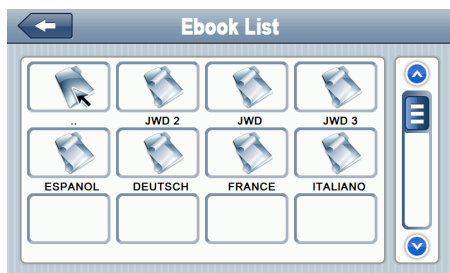 Ebook List
.. JWD 2 JWD JWD 3
ESPANOL DEUTSCH FRANCE ITALIANO